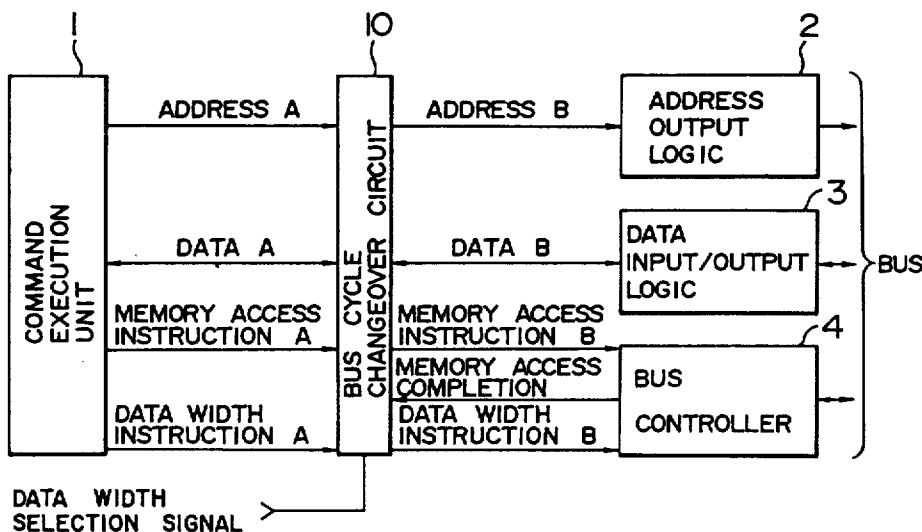 1
10
2
COMMAND
EXECUTION
UNIT
ADDRESS A
BUS CYCLE
CHANGEOVER CIRCUIT
ADDRESS B
ADDRESS
OUTPUT
LOGIC
3
DATA A
DATA B
DATA
INPUT/OUTPUT
LOGIC
BUS
MEMORY ACCESS
INSTRUCTION A
MEMORY ACCESS
INSTRUCTION B
4
MEMORY ACCESS
COMPLETION
BUS
CONTROLLER
DATA WIDTH
INSTRUCTION A
DATA WIDTH
INSTRUCTION B
DATA WIDTH
SELECTION SIGNAL